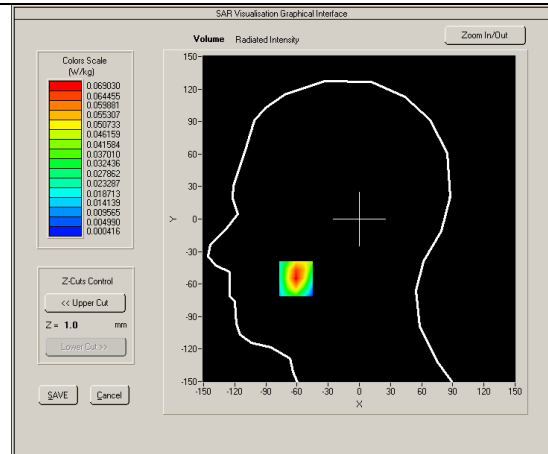 SAR Visualisation Graphical Interface
Volume Radiated Intensity
Zoom In/Out
Colors Scale
(W/kg)
0.069030
0.064455
0.059881
0.055307
0.050733
0.046159
0.041584
0.037010
0.032436
0.027862
0.023287
0.018713
0.014139
0.009565
0.004990
0.000416
Z-Cuts Control
<< Upper Cut
Z = 1.0 mm
Lower Cut >>
SAVE Cancel
150
120
90
60
30
0
-30
-60
-90
-120
-150
Y
-150 -120 -90 -60 -30 0 30 60 90 120 150
X